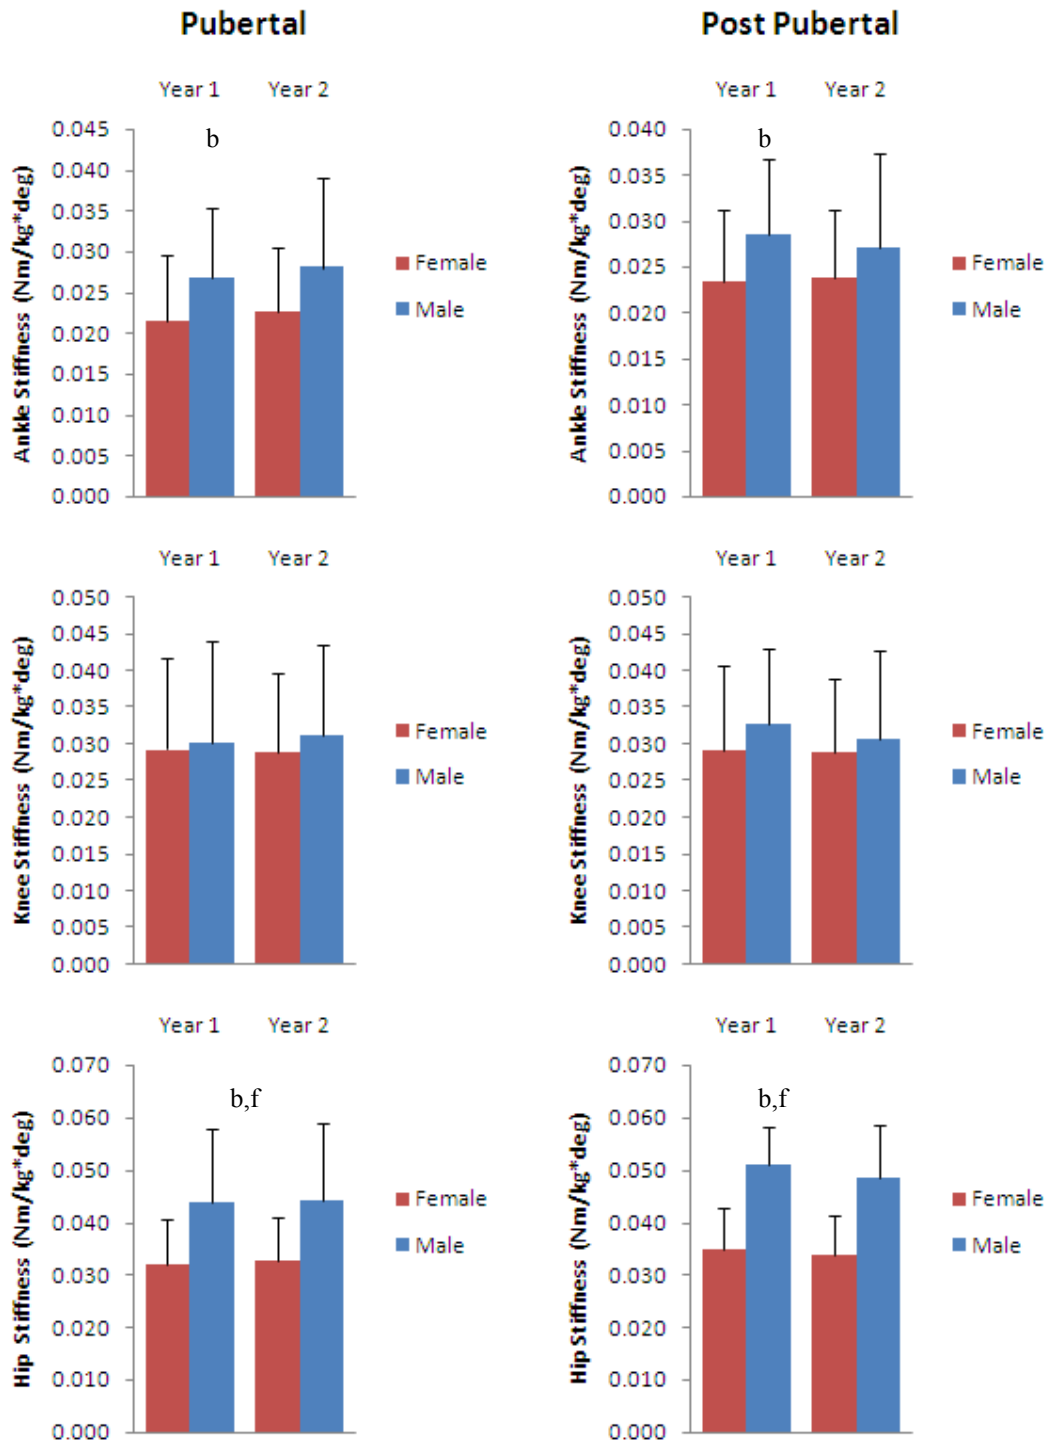 Pubertal
Post Pubertal
Year 1 Year 2
b
Ankle Stiffness (Nm/kg*deg)
0.045
0.040
0.035
0.030
0.025
0.020
0.015
0.010
0.005
0.000
Female
Male
Year 1 Year 2
b
Ankle Stiffness (Nm/kg*deg)
0.040
0.035
0.030
0.025
0.020
0.015
0.010
0.005
0.000
Female
Male
Year 1 Year 2
Knee Stiffness (Nm/kg*deg)
0.050
0.045
0.040
0.035
0.030
0.025
0.020
0.015
0.010
0.005
0.000
Female
Male
Year 1 Year 2
Knee Stiffness (Nm/kg*deg)
0.050
0.045
0.040
0.035
0.030
0.025
0.020
0.015
0.010
0.005
0.000
Female
Male
Year 1 Year 2
b,f
Hip Stiffness (Nm/kg*deg)
0.070
0.060
0.050
0.040
0.030
0.020
0.010
0.000
Female
Male
Year 1 Year 2
b,f
Hip Stiffness (Nm/kg*deg)
0.070
0.060
0.050
0.040
0.030
0.020
0.010
0.000
Female
Male